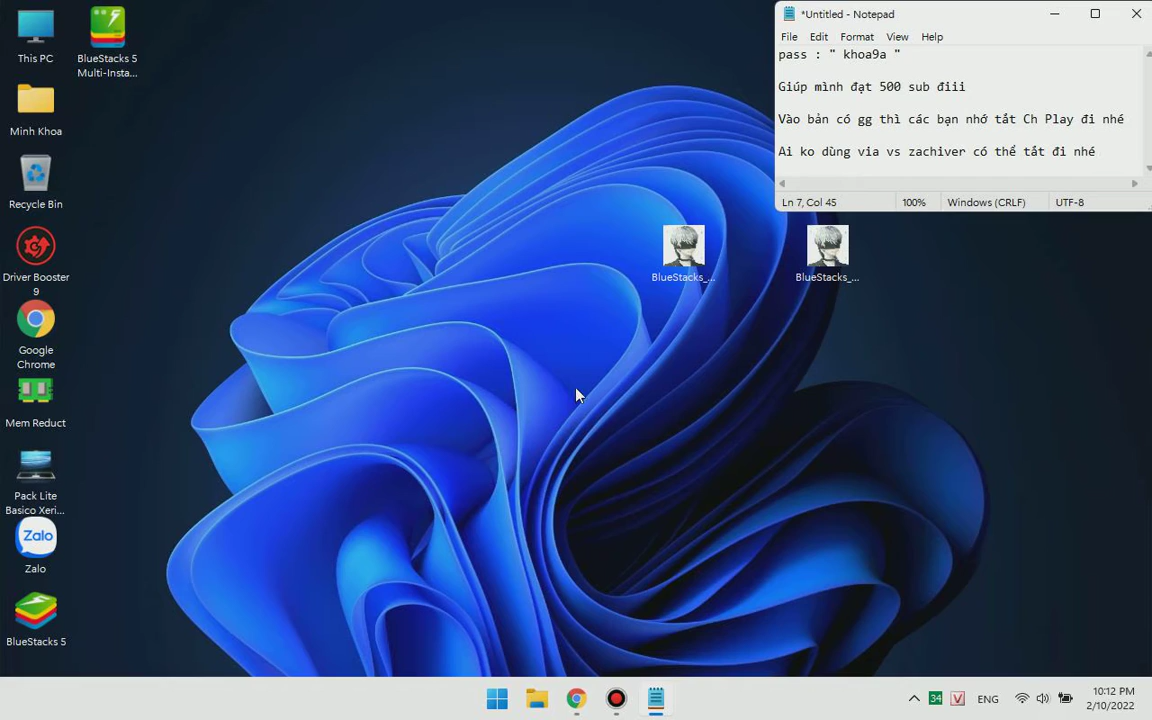 This PC
BlueStacks 5
Multi-Insta...
Minh Khoa
Recycle Bin
Driver Booster
9
Google
Chrome
Mem Reduct
Pack Lite
Basico Xeri...
Zalo
Zalo
BlueStacks 5
*Untitled - Notepad
File Edit Format View Help
pass : " khoa9a "
Giúp mình đạt 500 sub điii
Vào bản có gg thì các bạn nhớ tắt Ch Play đi nhé
Ai ko dùng via vs zachiver có thể tắt đi nhé
Ln 7, Col 45 100% Windows (CRLF) UTF-8
BlueStacks_... BlueStacks_...
34 V ENG 10:12 PM
2/10/2022